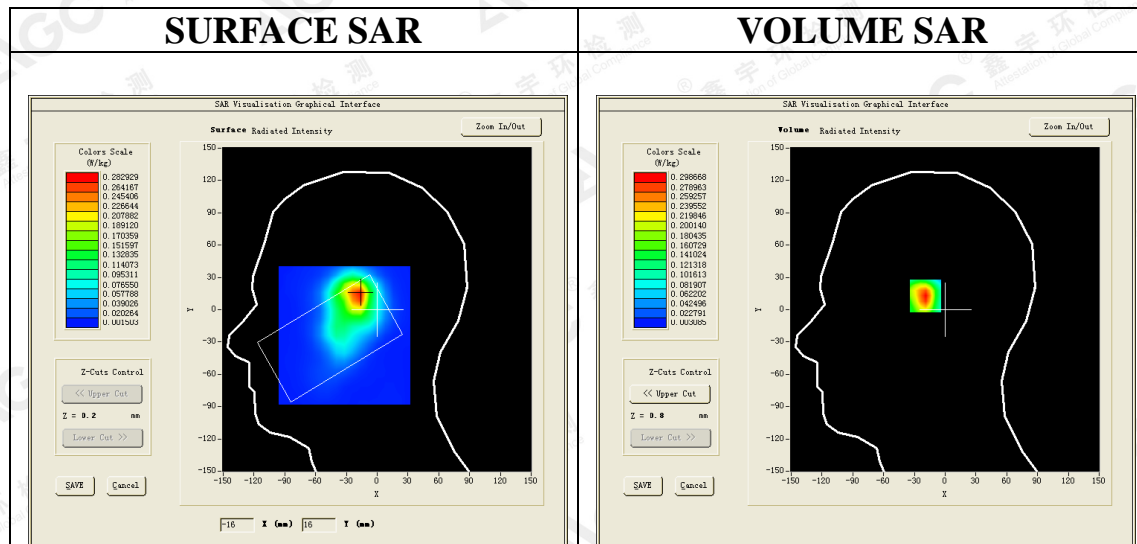 SURFACE SAR
SAR Visualisation Graphical Interface
Surface Radiated Intensity
Zoom In/Out
Colors Scale
(W/kg)
0.282929
0.264167
0.245406
0.226644
0.207882
0.189120
0.170359
0.151597
0.132835
0.114073
0.095311
0.076550
0.057788
0.039026
0.020264
0.001503
Z-Cuts Control
<< Upper Cut
Z = 0.2 mm
Lower Cut >>
SAVE
Cancel
150
120
90
60
30
0
-30
-60
-90
-120
-150
Y
-150 -120 -90 -60 -30 0 30 60 90 120 150
X
-16 X (mm) 16 Y (mm)
VOLUME SAR
SAR Visualisation Graphical Interface
Volume Radiated Intensity
Zoom In/Out
Colors Scale
(W/kg)
0.298668
0.278963
0.259257
0.239552
0.219846
0.200140
0.180435
0.160729
0.141024
0.121318
0.101613
0.081907
0.062202
0.042496
0.022791
0.003085
Z-Cuts Control
<< Upper Cut
Z = 0.8 mm
Lower Cut >>
SAVE
Cancel
150
120
90
60
30
0
-30
-60
-90
-120
-150
Y
-150 -120 -90 -60 -30 0 30 60 90 120 150
X